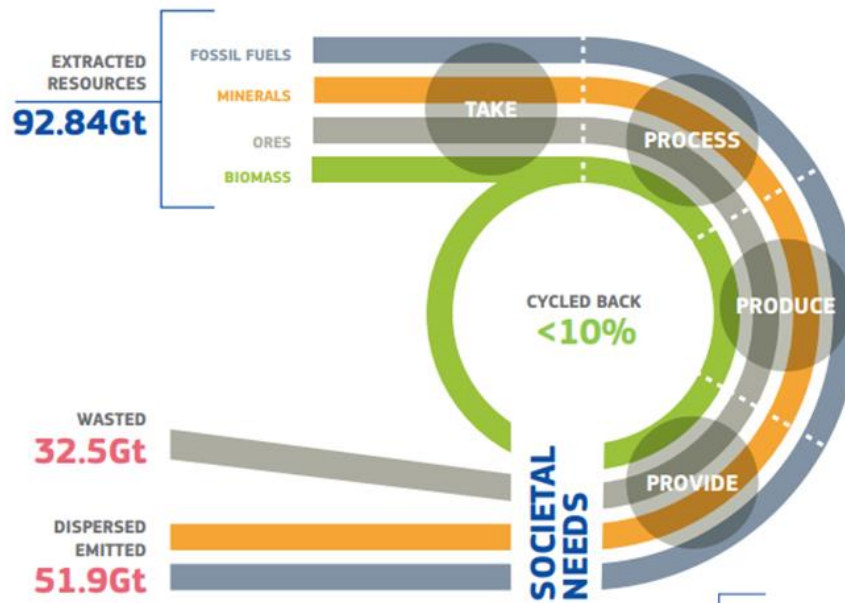 EXTRACTED
RESOURCES
92.84Gt
FOSSIL FUELS
MINERALS
ORES
BIOMASS
TAKE
PROCESS
PRODUCE
PROVIDE
CYCLED BACK
<10%
WASTED
32.5Gt
DISPERSED
EMITTED
51.9Gt
SOCIETAL
NEEDS